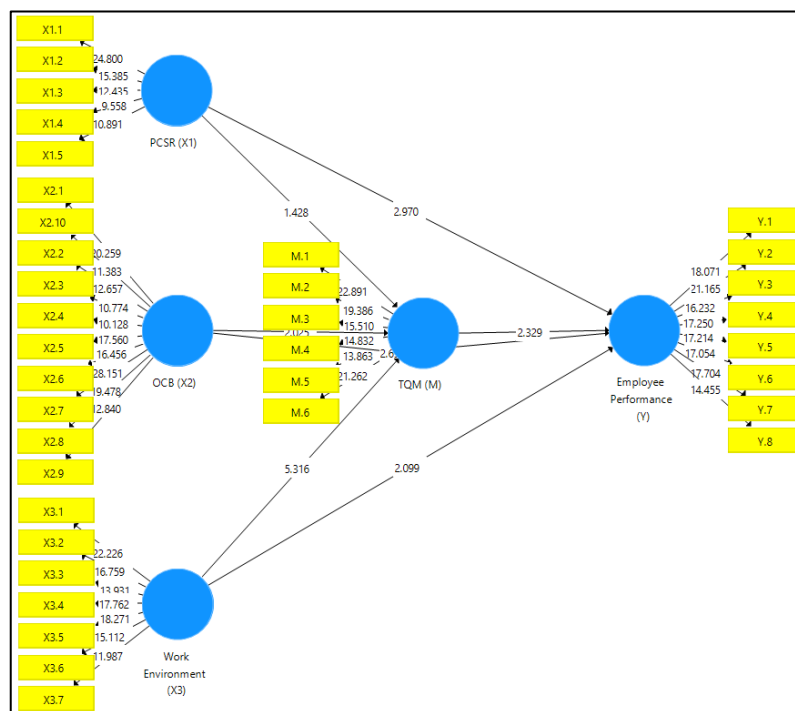 X1.1
X1.2
X1.3
X1.4
X1.5
24.800
15.385
12.435
9.558
10.891
PCSR (X1)
1.428
2.970
X2.1
X2.10
X2.2
X2.3
X2.4
X2.5
X2.6
X2.7
X2.8
X2.9
20.259
11.383
12.657
10.774
10.128
17.560
16.456
28.151
19.478
12.840
OCB (X2)
2.025
M.1
M.2
M.3
M.4
M.5
M.6
22.891
19.386
15.510
14.832
13.863
21.262
TQM (M)
2.329
Y.1
Y.2
Y.3
Y.4
Y.5
Y.6
Y.7
Y.8
18.071
21.165
16.232
17.250
17.214
17.054
17.704
14.455
Employee
Performance
(Y)
5.316
2.099
X3.1
X3.2
X3.3
X3.4
X3.5
X3.6
X3.7
22.226
16.759
13.931
17.762
18.271
15.112
11.987
Work
Environment
(X3)